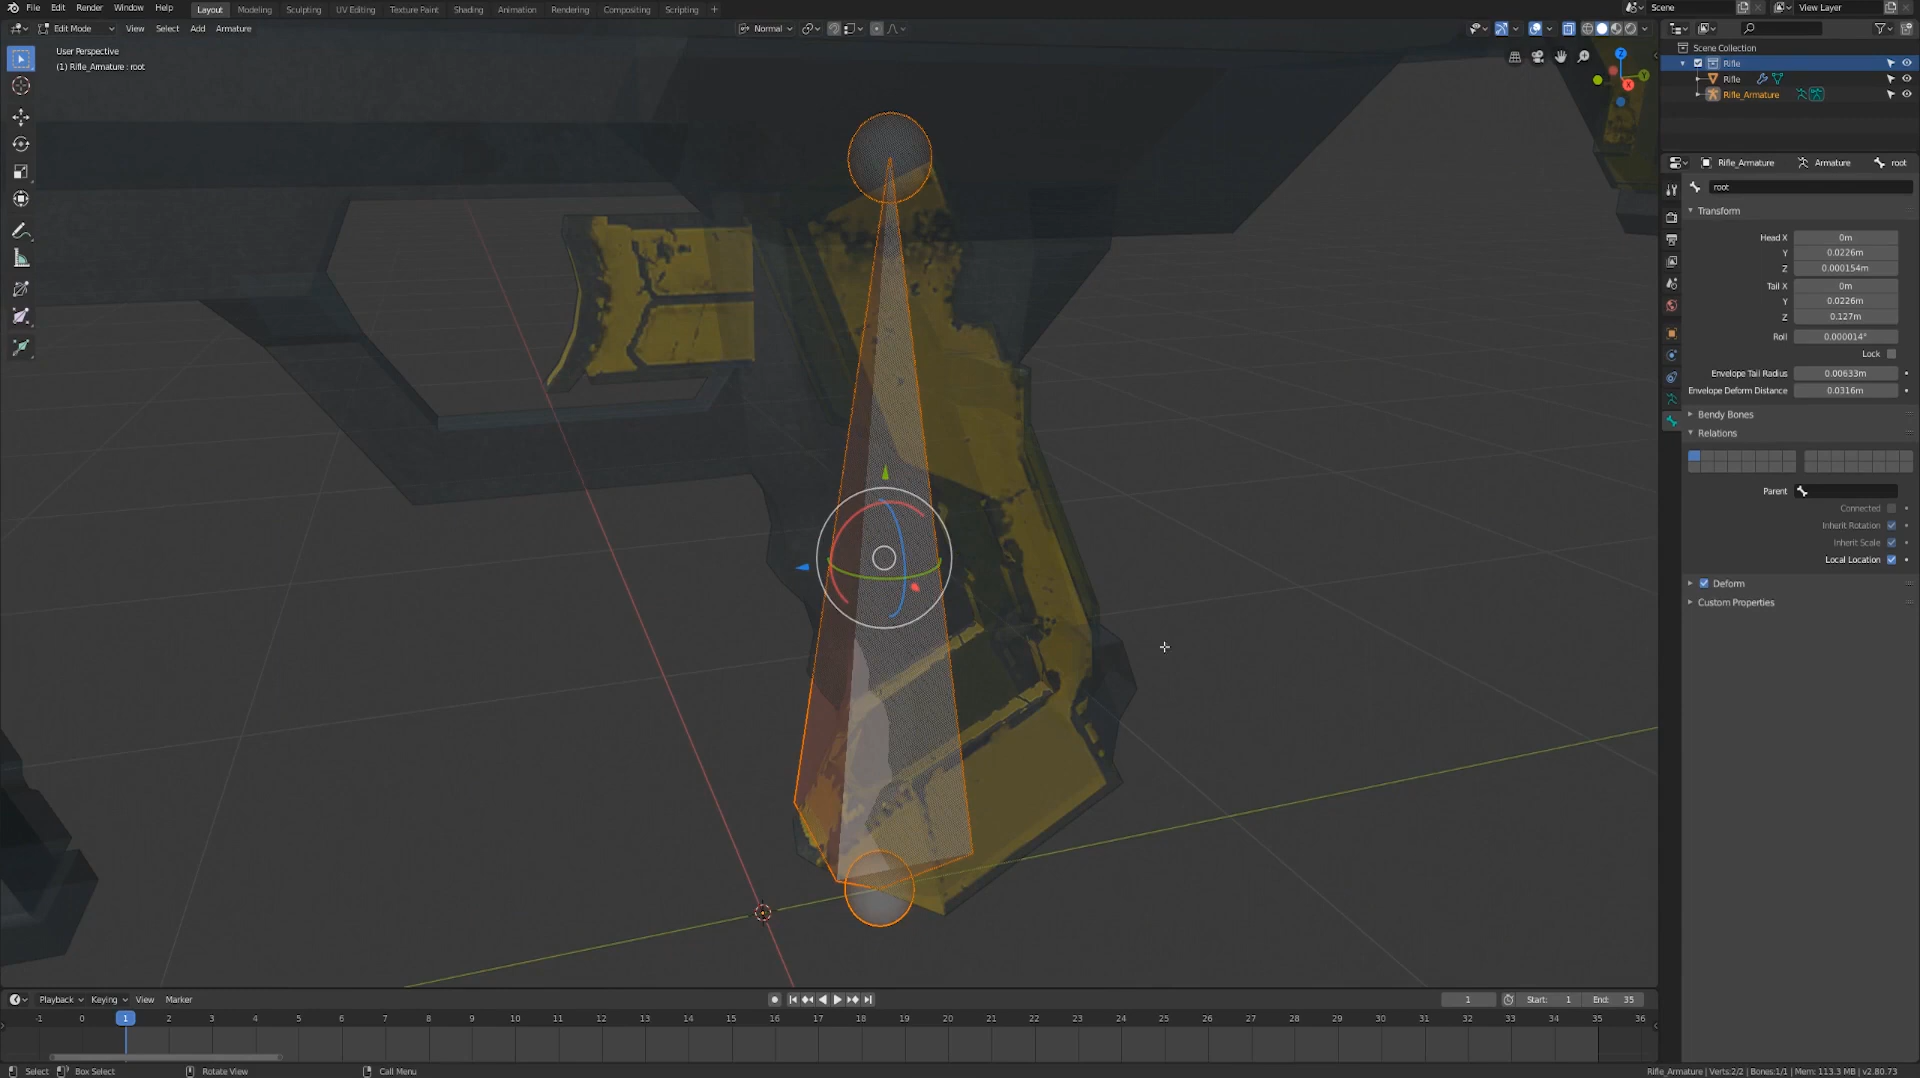 File Edit Render Window Help Layout Modeling Sculpting UV Editing Texture Paint Shading Animation Rendering Compositing Scripting + Scene View Layer
Edit Mode View Select Add Armature Normal
User Perspective
(1) Rifle_Armature : root
Z
Y
X
Scene Collection
Rifle
Rifle
Rifle_Armature
Rifle_Armature Armature root
root
Transform
Head X 0m
Y 0.0226m
Z 0.000154m
Tail X 0m
Y 0.0226m
Z 0.127m
Roll 0.000014°
Lock
Envelope Tail Radius 0.00633m
Envelope Deform Distance 0.0316m
Bendy Bones
Relations
Parent
Connected
Inherit Rotation
Inherit Scale
Local Location
Deform
Custom Properties
Playback Keying View Marker 1 Start: 1 End: 35
-1 0 1 2 3 4 5 6 7 8 9 10 11 12 13 14 15 16 17 18 19 20 21 22 23 24 25 26 27 28 29 30 31 32 33 34 35 36
Select Box Select Rotate View Call Menu Rifle_Armature | Verts:2/2 | Bones:1/1 | Mem: 113.3 MB | v2.80.73